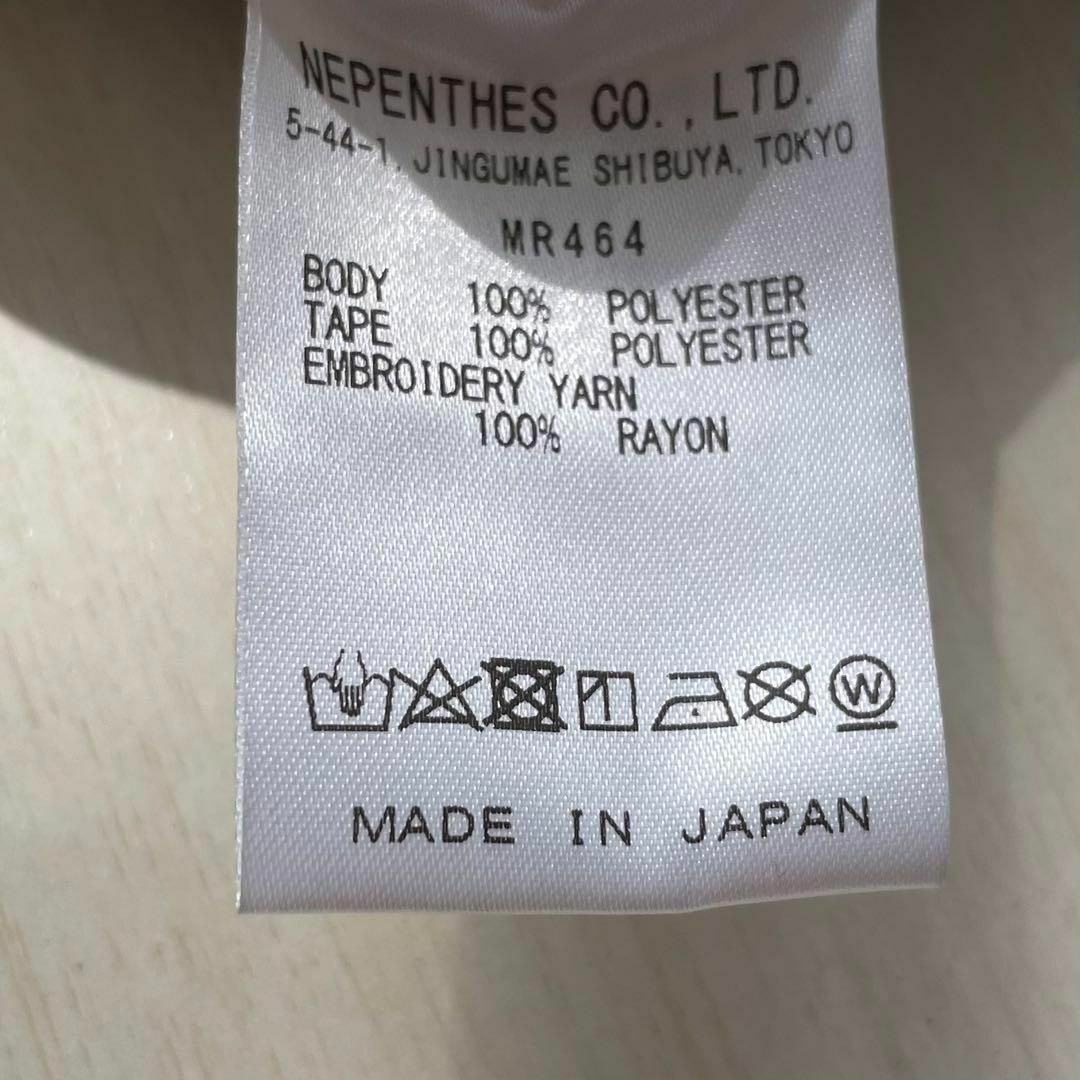 NEPENTHES CO., LTD.
5-44-1, JINGUMAE SHIBUYA, TOKYO
MR464
BODY 100% POLYESTER
TAPE 100% POLYESTER
EMBROIDERY YARN
100% RAYON
W
MADE IN JAPAN